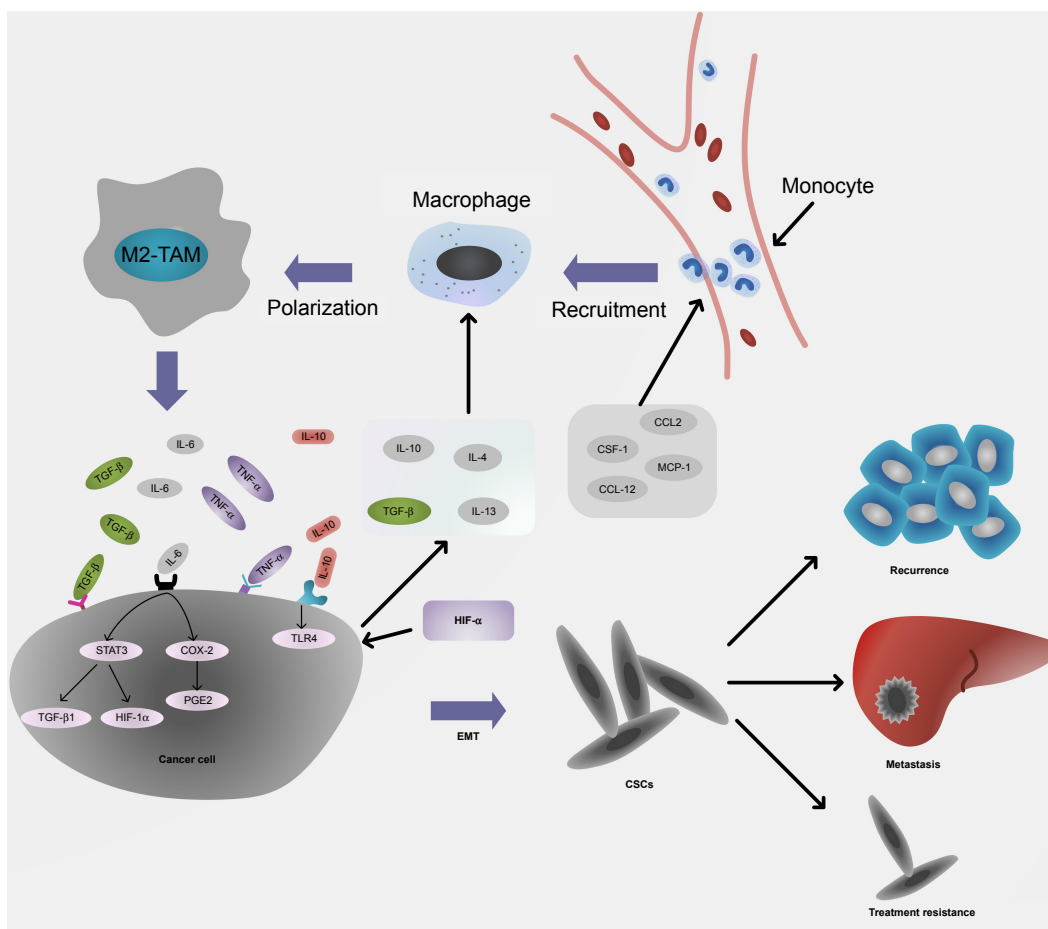 Monocyte
Macrophage
M2-TAM
Polarization
Recruitment
IL-6
IL-10
TGF-β
IL-6
TNF-α
TNF-α
TGF-β
IL-6
IL-10
TGF-β
TNF-α
IL-10
IL-10
IL-4
TGF-β
IL-13
CCL2
CSF-1
MCP-1
CCL-12
HIF-α
STAT3
COX-2
TLR4
TGF-β1
HIF-1α
PGE2
Cancer cell
EMT
CSCs
Recurrence
Metastasis
Treatment resistance